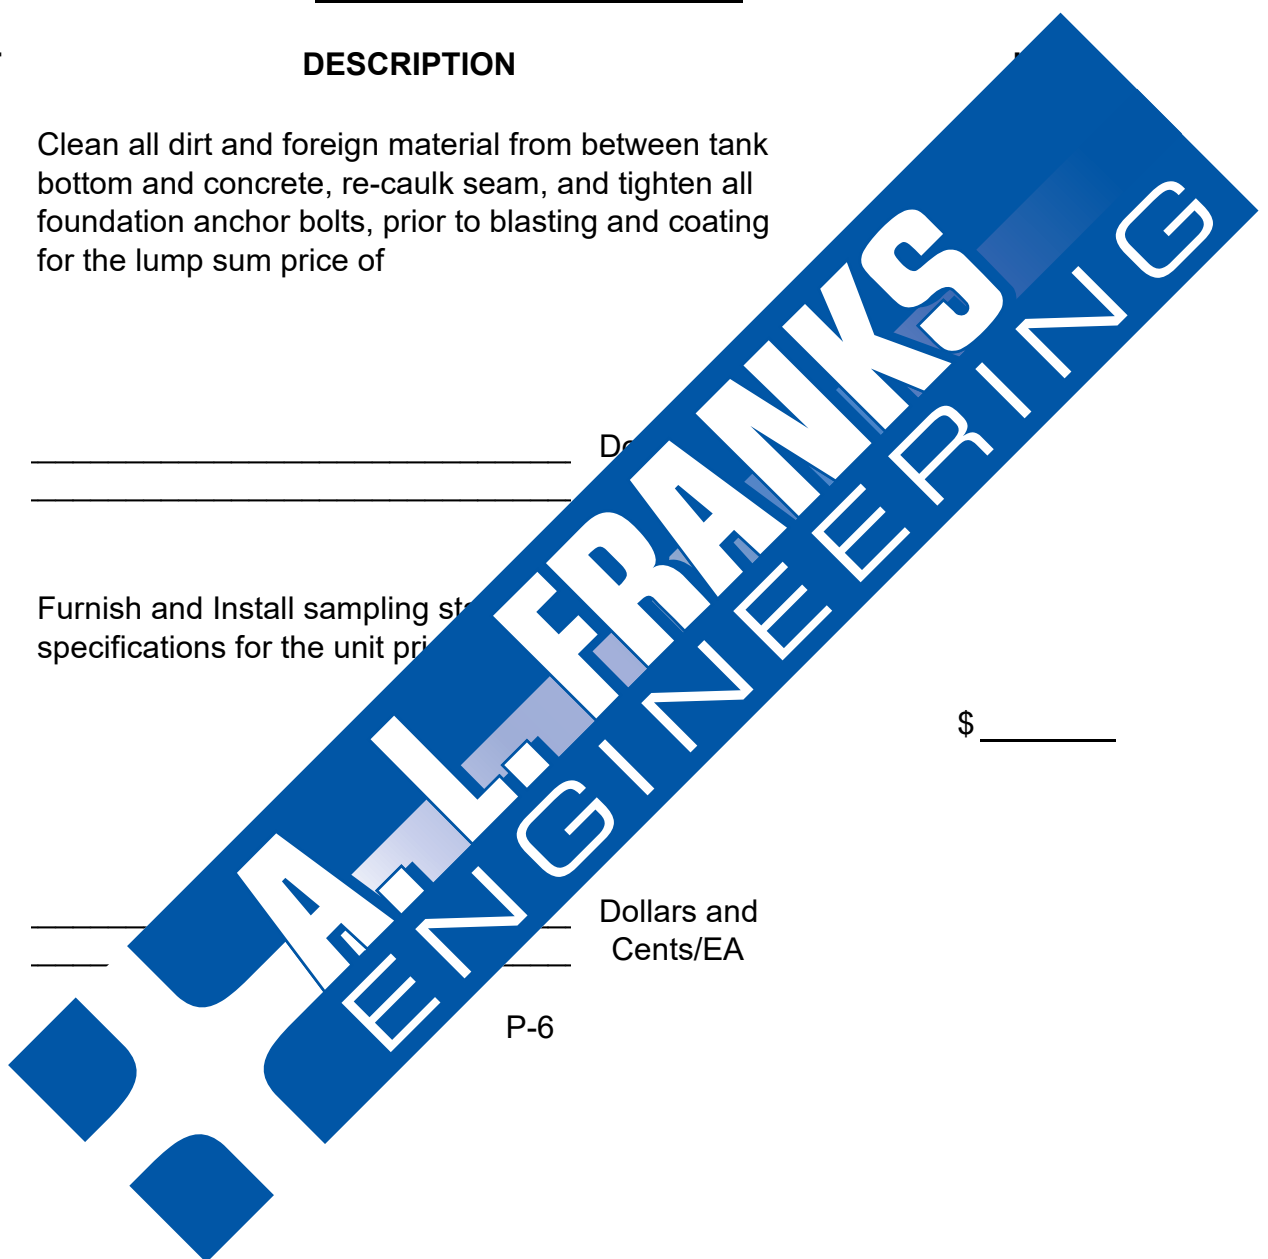 DESCRIPTION
Clean all dirt and foreign material from between tank
bottom and concrete, re-caulk seam, and tighten all
foundation anchor bolts, prior to blasting and coating
for the lump sum price of
Furnish and Install sampling
specifications for the unit
$
Dollars and
Cents/EA
P-6
A.L. FRANKS
ENGINEERING